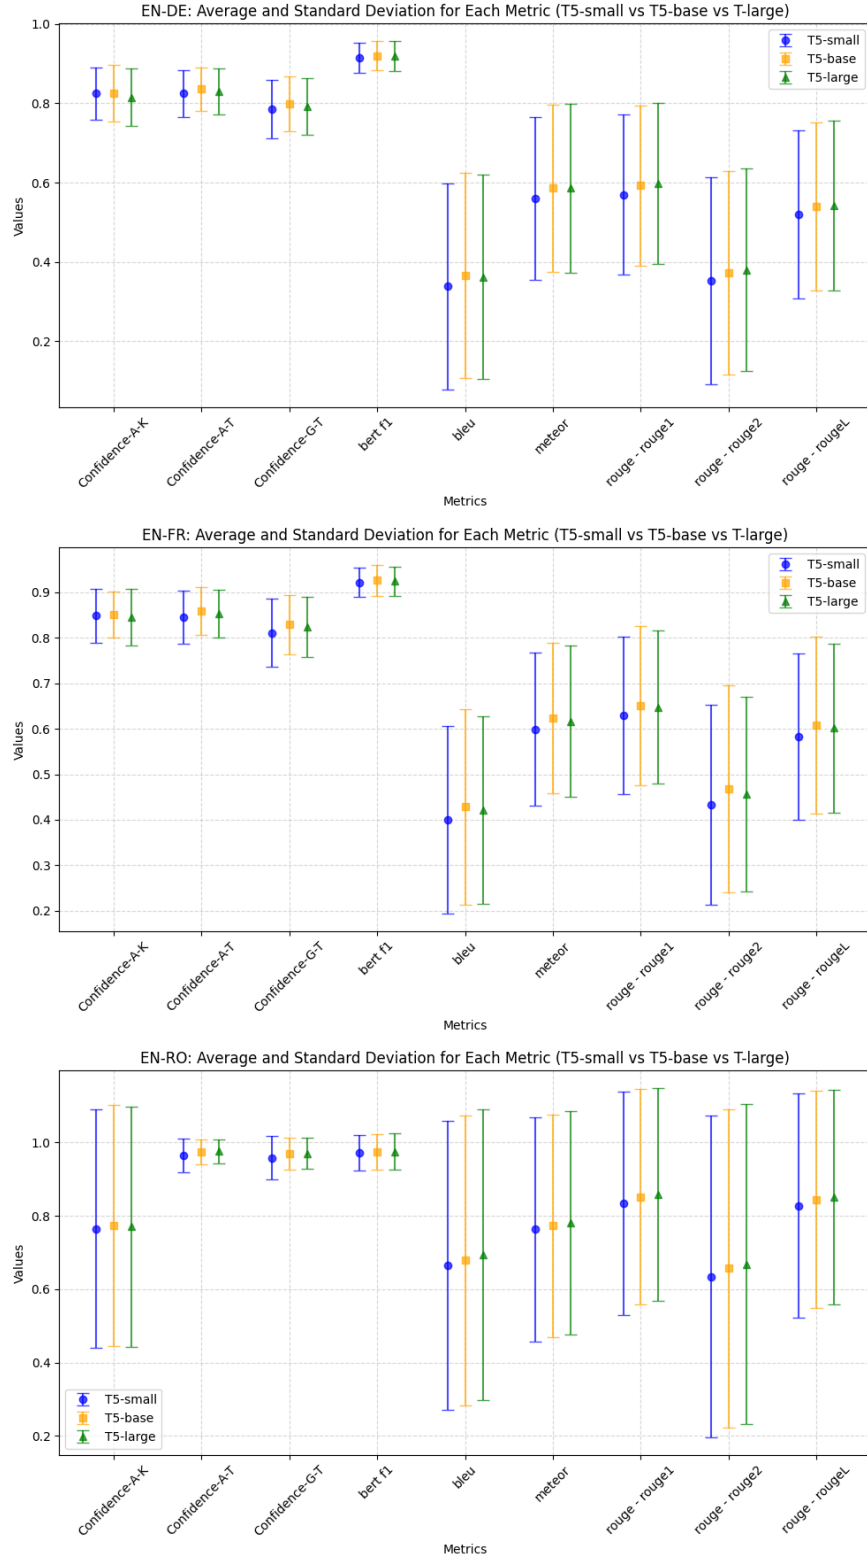 EN-DE: Average and Standard Deviation for Each Metric (T5-small vs T5-base vs T-large)
1.0
0.8
0.6
0.4
0.2
Values
T5-small
T5-base
T5-large
Confidence-A-K
Confidence-A-T
Confidence-G-T
bert f1
bleu
meteor
rouge - rouge1
rouge - rouge2
rouge - rougeL
Metrics
EN-FR: Average and Standard Deviation for Each Metric (T5-small vs T5-base vs T-large)
0.9
0.8
0.7
0.6
0.5
0.4
0.3
0.2
Values
T5-small
T5-base
T5-large
Confidence-A-K
Confidence-A-T
Confidence-G-T
bert f1
bleu
meteor
rouge - rouge1
rouge - rouge2
rouge - rougeL
Metrics
EN-RO: Average and Standard Deviation for Each Metric (T5-small vs T5-base vs T-large)
1.0
0.8
0.6
0.4
0.2
Values
T5-small
T5-base
T5-large
Confidence-A-K
Confidence-A-T
Confidence-G-T
bert f1
bleu
meteor
rouge - rouge1
rouge - rouge2
rouge - rougeL
Metrics